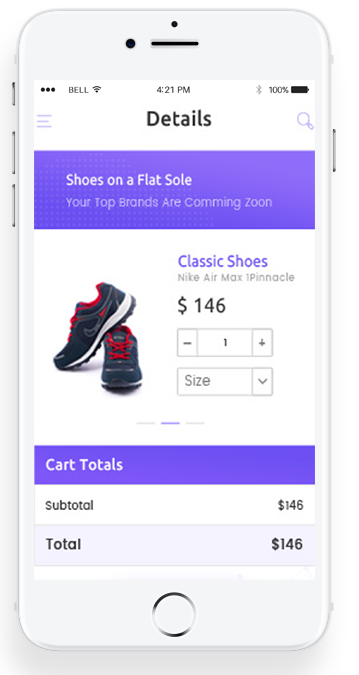 BELL 4:21 PM 100%
Details
Shoes on a Flat Sole
Your Top Brands Are Comming Zoon
Classic Shoes
Nike Air Max 1Pinnacle
$ 146
− 1 +
Size
Cart Totals
Subtotal $146
Total $146